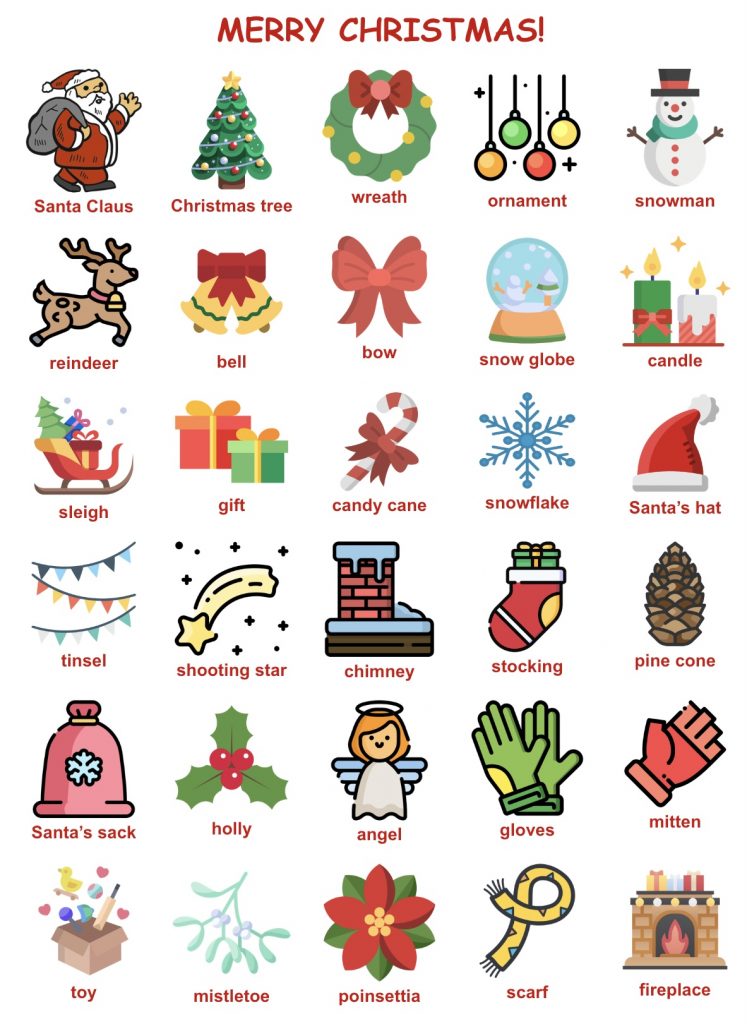 MERRY CHRISTMAS!
Santa Claus
Christmas tree
wreath
ornament
snowman
reindeer
bell
bow
snow globe
candle
sleigh
gift
candy cane
snowflake
Santa's hat
tinsel
shooting star
chimney
stocking
pine cone
Santa's sack
holly
angel
gloves
mitten
toy
mistletoe
poinsettia
scarf
fireplace